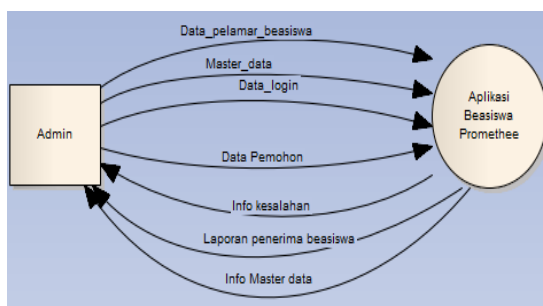 Data_pelamar_beasiswa
Master_data
Data_login
Admin
Aplikasi
Beasiswa
Promethee
Data Pemohon
Info kesalahan
Laporan penerima beasiswa
Info Master data